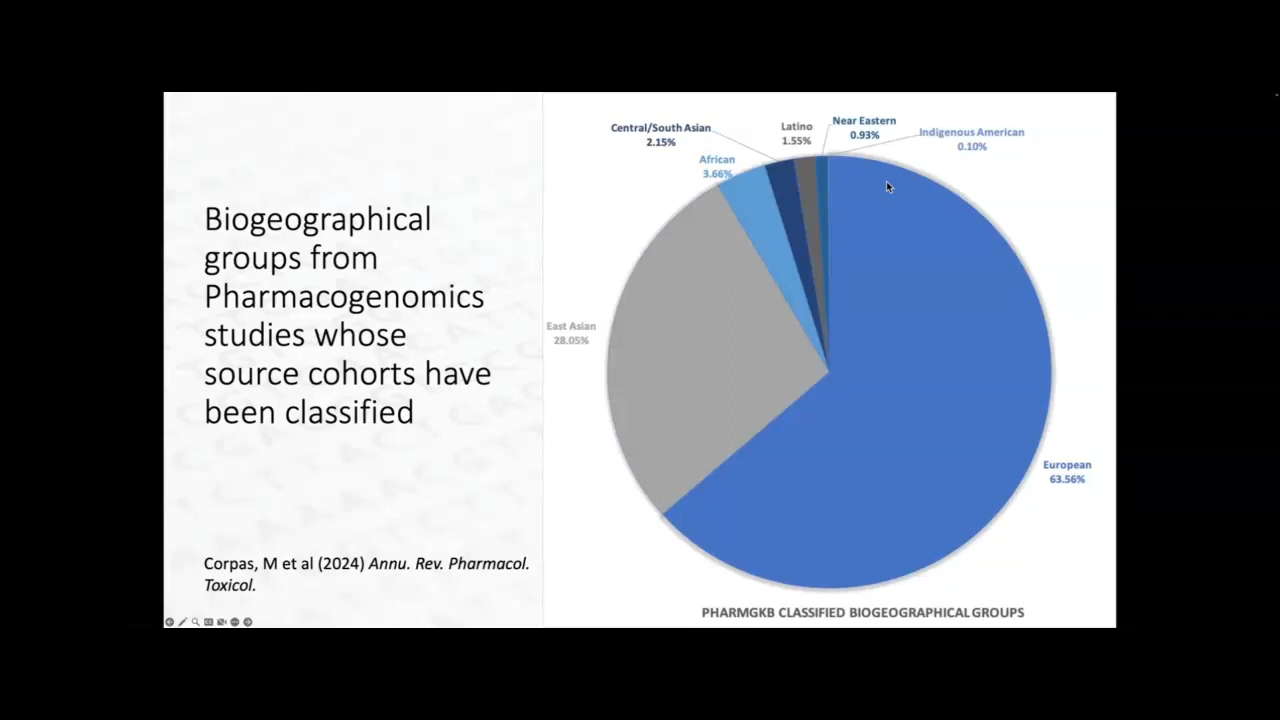 Biogeographical
groups from
Pharmacogenomics
studies whose
source cohorts have
been classified
Corpas, M et al (2024) Annu. Rev. Pharmacol.
Toxicol.
Central/South Asian
2.15%
African
3.66%
Latino
1.55%
Near Eastern
0.93%
Indigenous American
0.10%
East Asian
28.05%
European
63.56%
PHARMGKB CLASSIFIED BIOGEOGRAPHICAL GROUPS